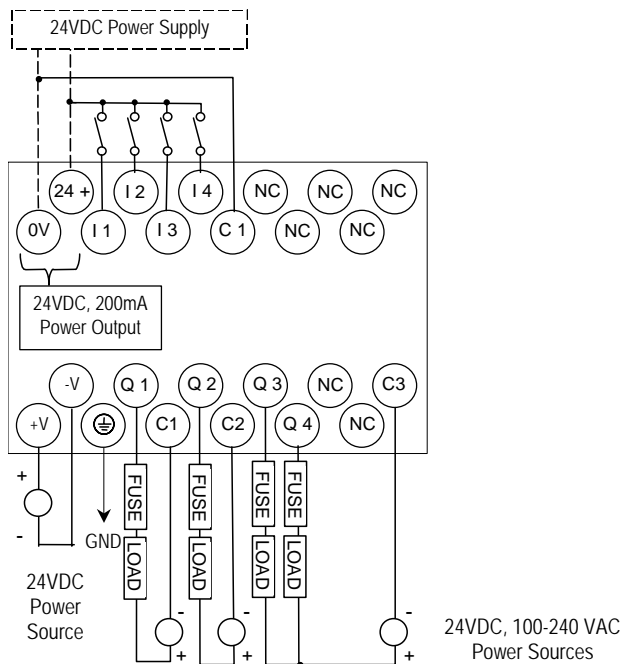 24VDC Power Supply
24 +
I 2
I 4
NC
NC
NC
0V
I 1
I 3
C 1
NC
NC
24VDC, 200mA
Power Output
-V
Q 1
Q 2
Q 3
NC
C3
+V
C1
C2
Q 4
NC
+
-
GND
FUSE
FUSE
FUSE
FUSE
LOAD
LOAD
LOAD
LOAD
24VDC
Power
Source
-
+
-
+
-
+
24VDC, 100-240 VAC
Power Sources